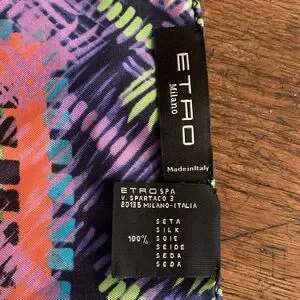 ETRO
Milano
Made in Italy
ETRO SPA
V. SPARTACO 3
20135 MILANO-ITALIA
SETA
SILK
100% SOIE
SEIDE
SEDA
SEDA